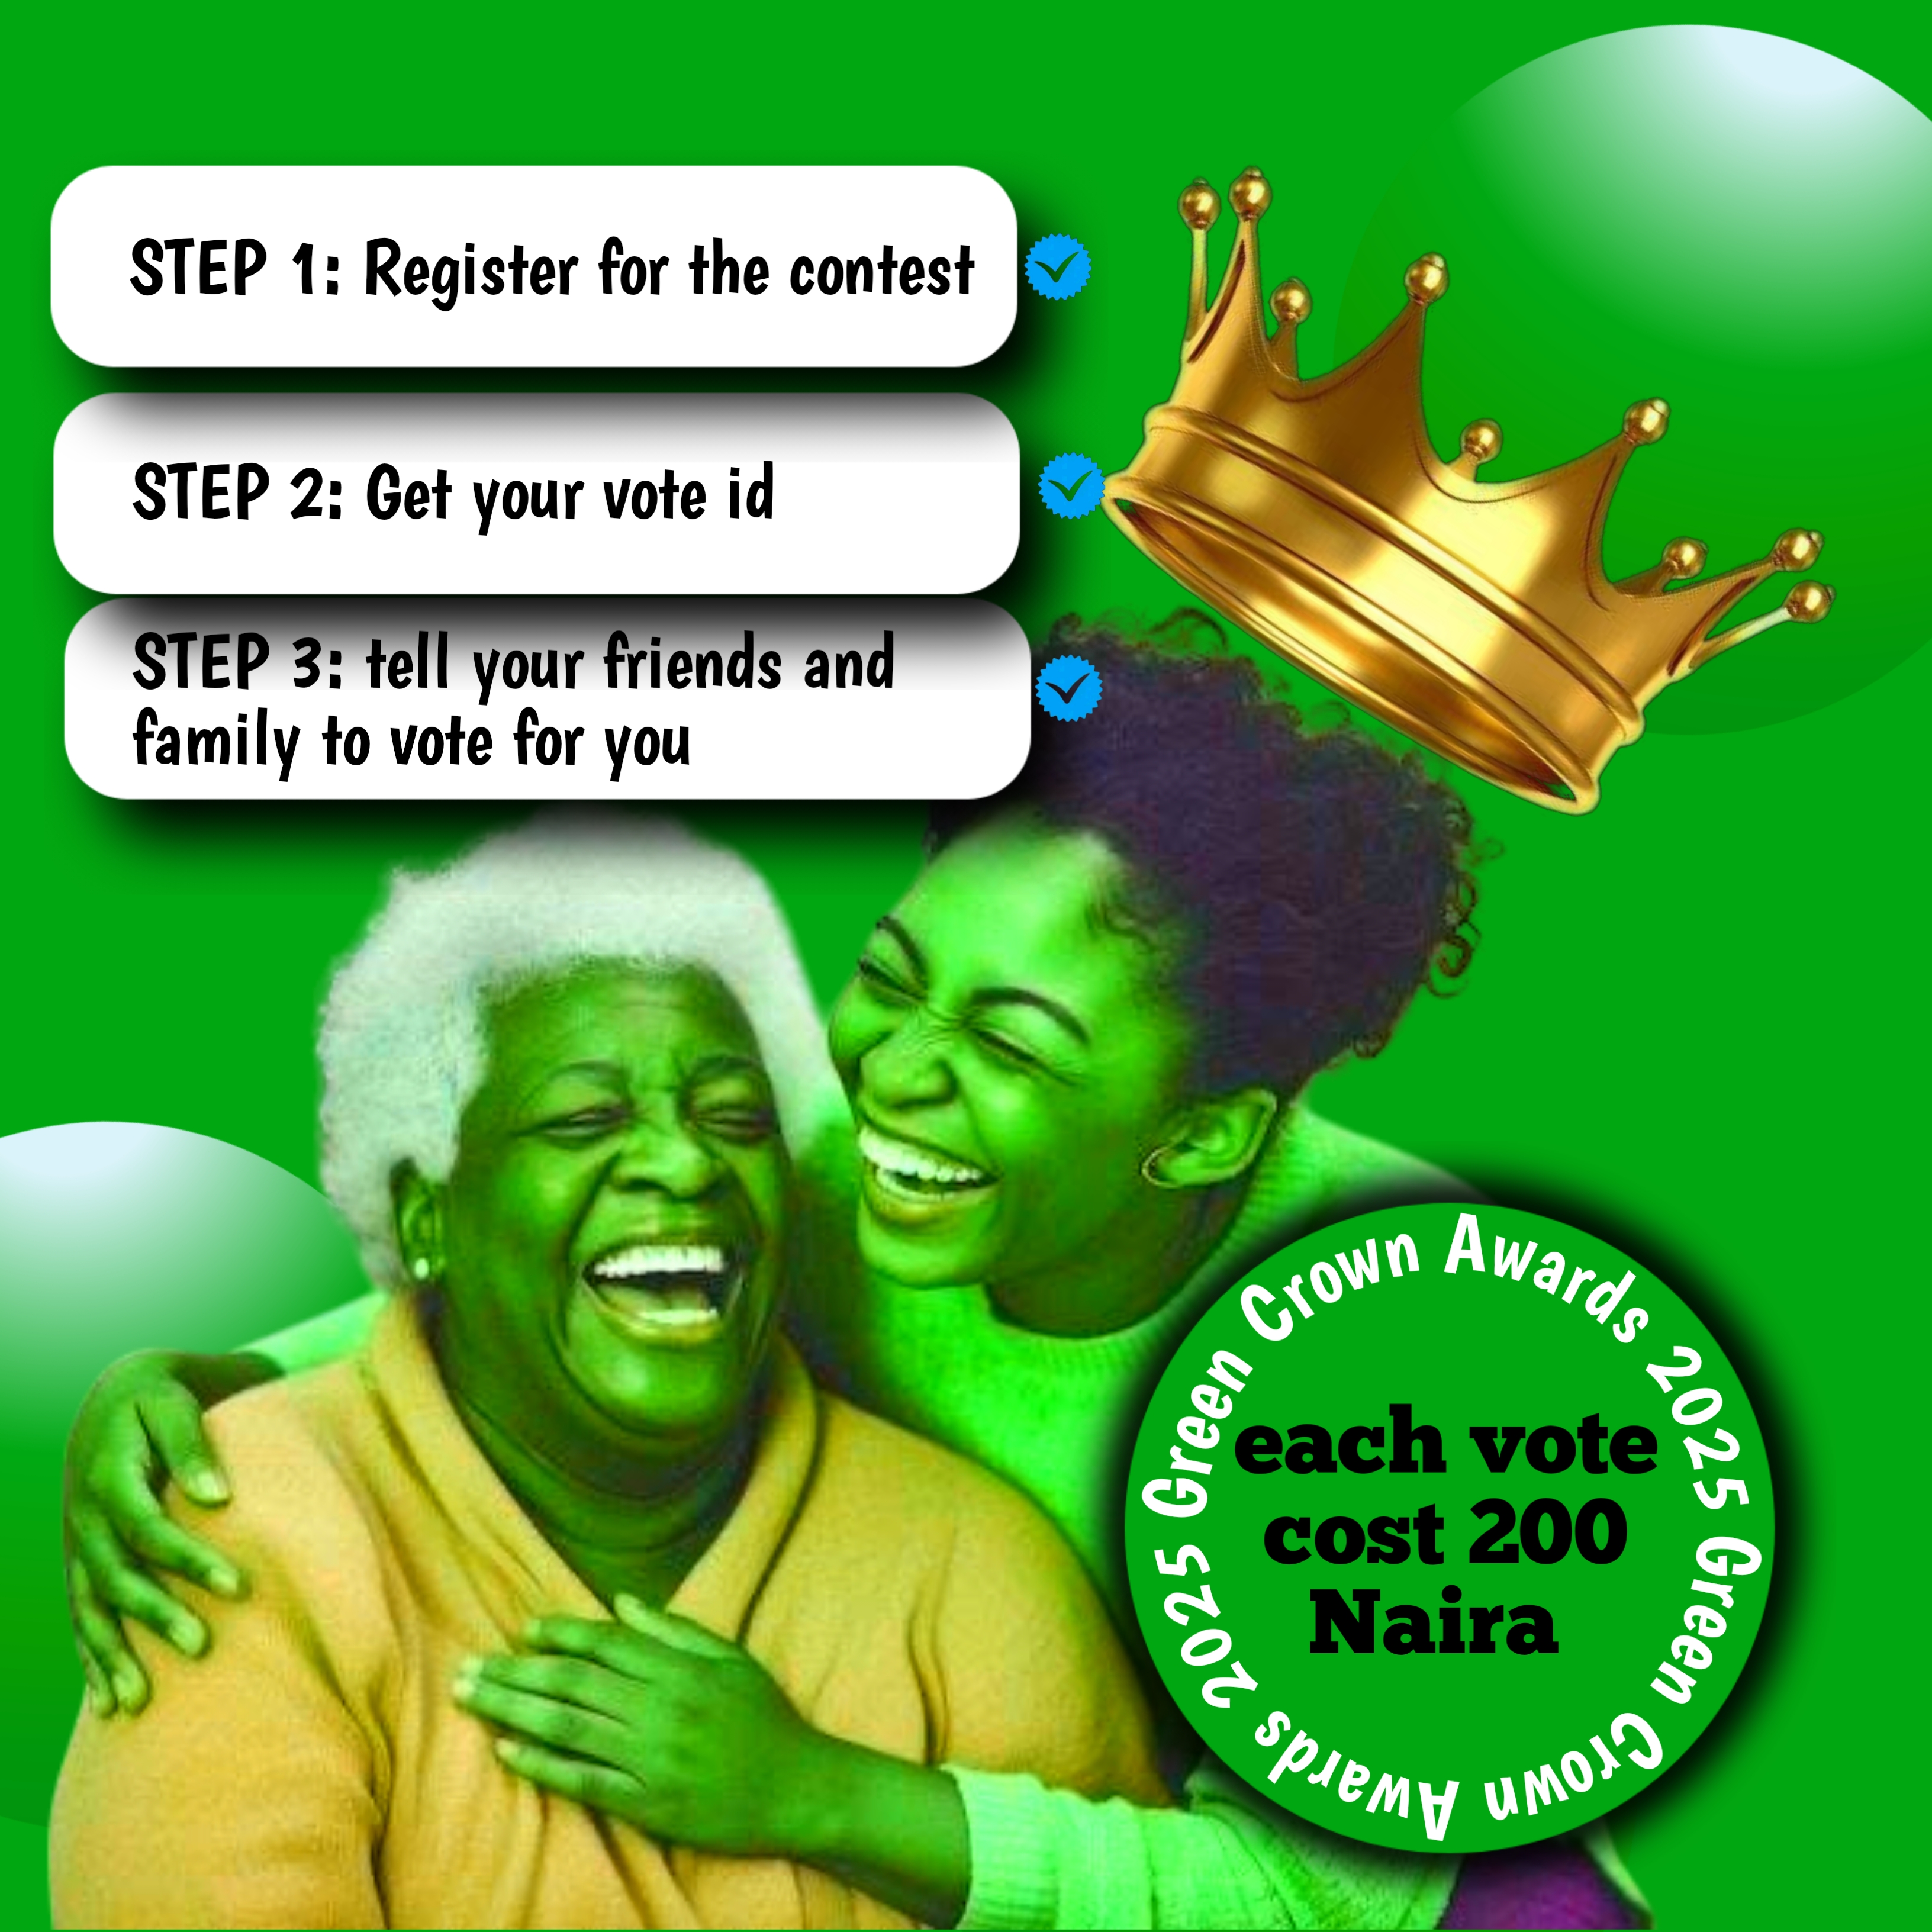 STEP 1: Register for the contest
STEP 2: Get your vote id
STEP 3: tell your friends and
family to vote for you
2025 Green Crown Awards 2025 Green Crown Awards
each vote
cost 200
Naira